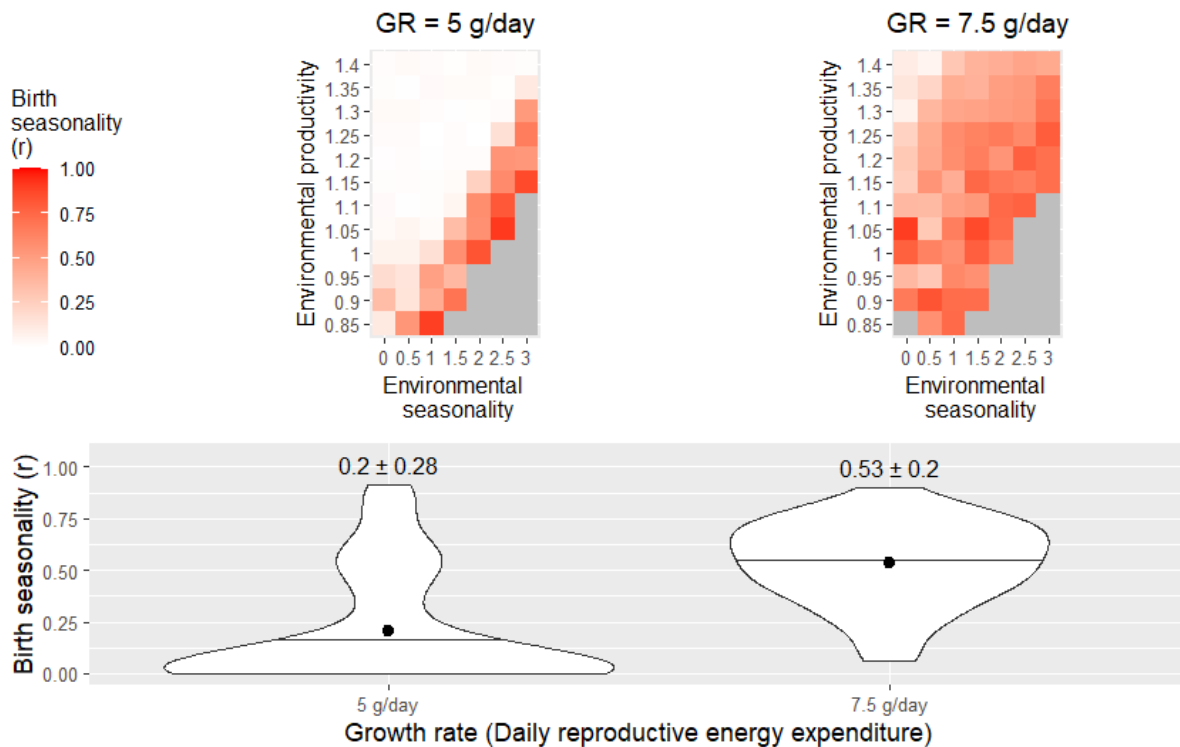 GR = 5 g/day
GR = 7.5 g/day
Birth
seasonality
(r)
1.00
0.75
0.50
0.25
0.00
Environmental productivity
1.4
1.35
1.3
1.25
1.2
1.15
1.1
1.05
1
0.95
0.9
0.85
0 0.5 1 1.5 2 2.5 3
Environmental
seasonality
Environmental productivity
1.4
1.35
1.3
1.25
1.2
1.15
1.1
1.05
1
0.95
0.9
0.85
0 0.5 1 1.5 2 2.5 3
Environmental
seasonality
Birth seasonality (r)
1.00
0.75
0.50
0.25
0.00
0.2 ± 0.28
0.53 ± 0.2
5 g/day
7.5 g/day
Growth rate (Daily reproductive energy expenditure)